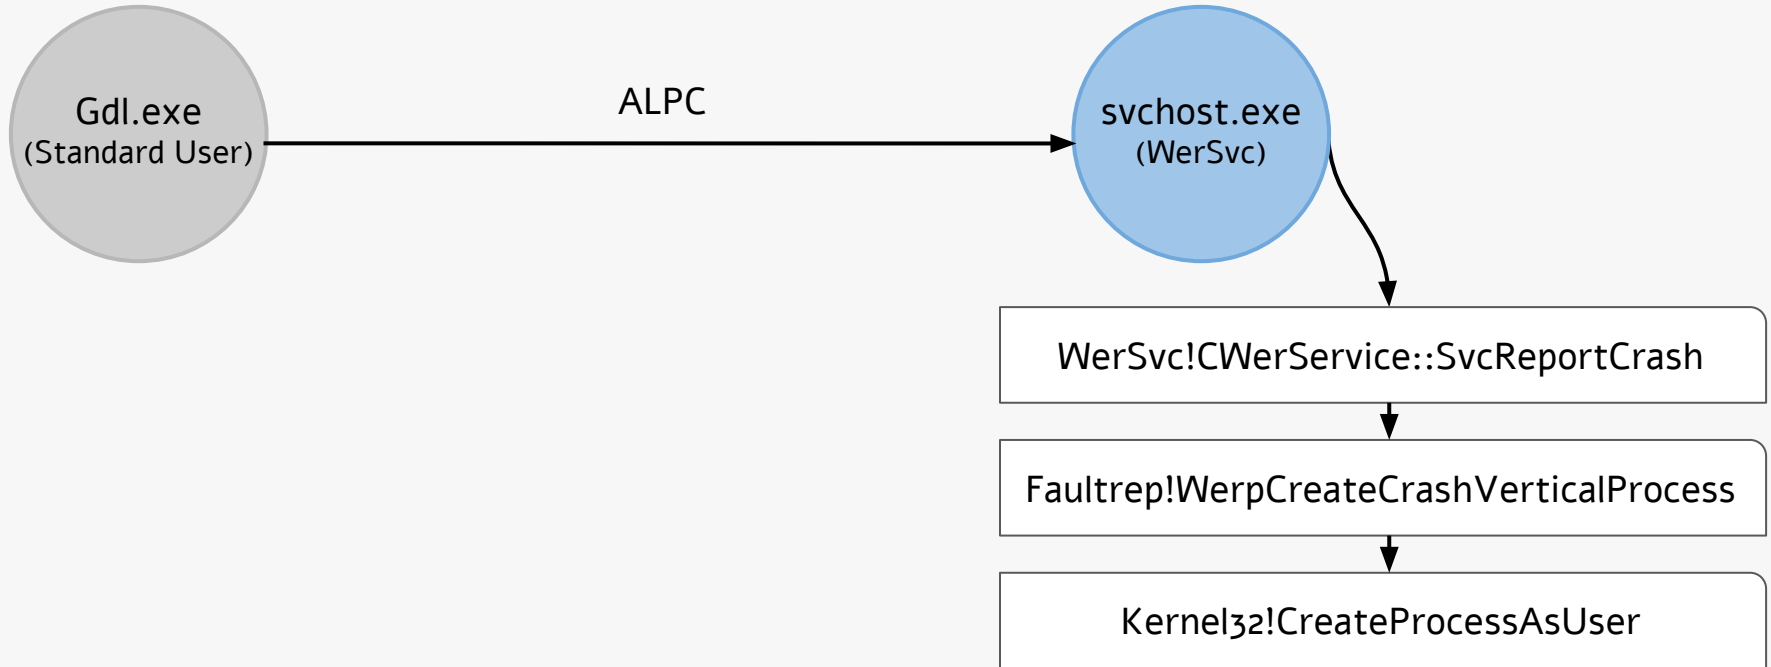 Gdl.exe
(Standard User)
ALPC
svchost.exe
(WerSvc)
WerSvc!CWerService::SvcReportCrash
Faultrep!WerpCreateCrashVerticalProcess
Kernel32!CreateProcessAsUser